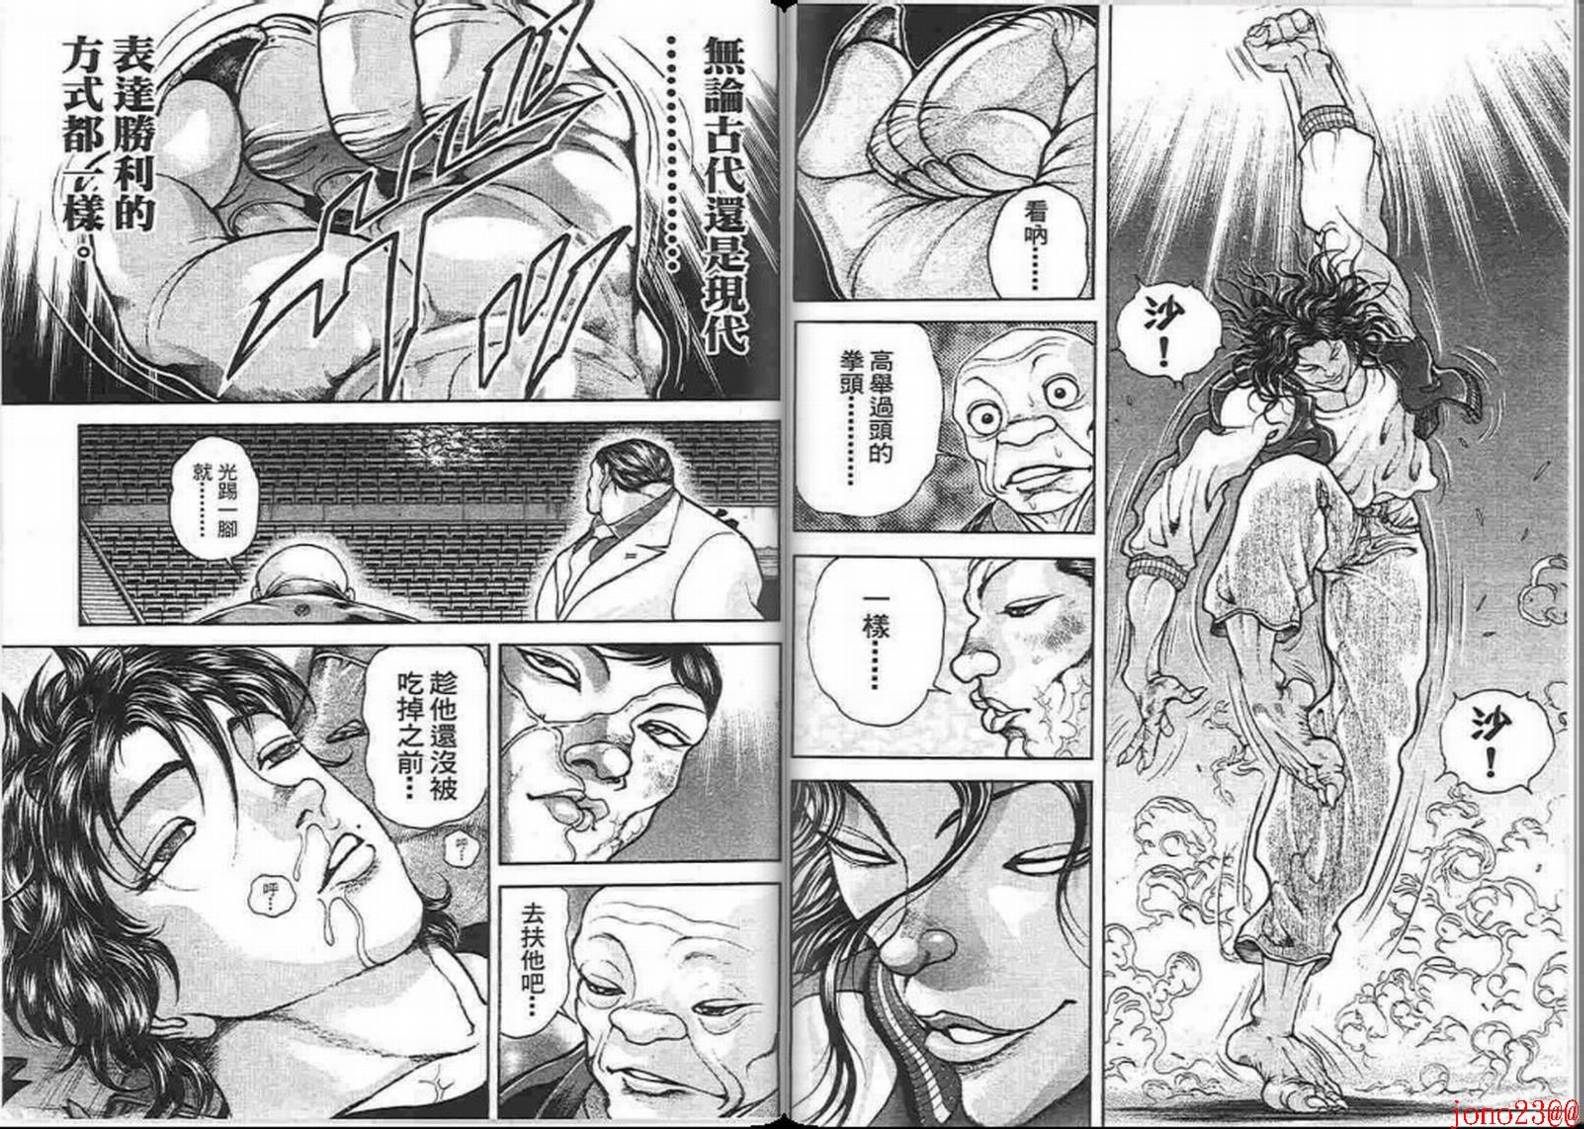 沙！
沙！
看吶……
高舉過頭的
拳頭…………
一樣……
無論古代還是現代
………………
表達勝利的
方式都一樣。
光踢一腳
就…………
去扶他吧…
趁他還沒被
吃掉之前…
呼…
呼…
jono23@@